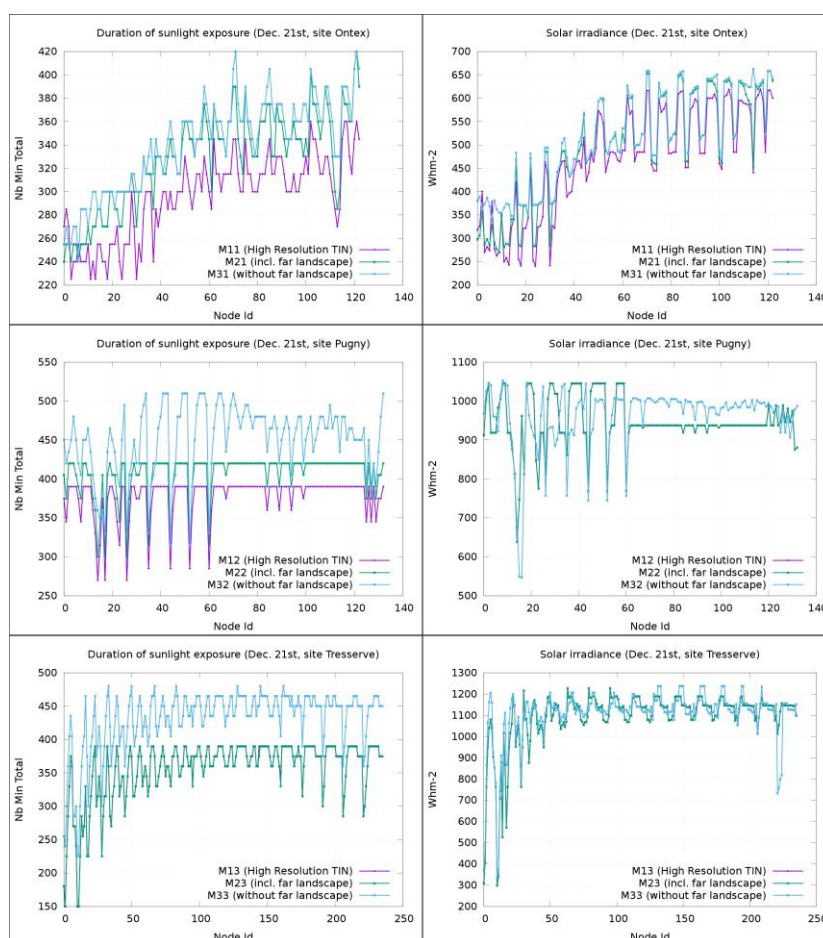 Duration of sunlight exposure (Dec. 21st, site Ontex)
Nb Min Total
420
400
380
360
340
320
300
280
260
240
220
M11 (High Resolution TIN)
M21 (incl. far landscape)
M31 (without far landscape)
0 20 40 60 80 100 120 140
Node Id
Solar irradiance (Dec. 21st, site Ontex)
Whm-2
700
650
600
550
500
450
400
350
300
250
200
M11 (High Resolution TIN)
M21 (incl. far landscape)
M31 (without far landscape)
0 20 40 60 80 100 120 140
Node Id
Duration of sunlight exposure (Dec. 21st, site Pugny)
Nb Min Total
550
500
450
400
350
300
250
M12 (High Resolution TIN)
M22 (incl. far landscape)
M32 (without far landscape)
0 20 40 60 80 100 120 140
Node Id
Solar irradiance (Dec. 21st, site Pugny)
Whm-2
1100
1000
900
800
700
600
500
M12 (High Resolution TIN)
M22 (incl. far landscape)
M32 (without far landscape)
0 20 40 60 80 100 120 140
Node Id
Duration of sunlight exposure (Dec. 21st, site Tresserve)
Nb Min Total
500
450
400
350
300
250
200
150
M13 (High Resolution TIN)
M23 (incl. far landscape)
M33 (without far landscape)
0 50 100 150 200 250
Node Id
Solar irradiance (Dec. 21st, site Tresserve)
Whm-2
1300
1200
1100
1000
900
800
700
600
500
400
300
200
M13 (High Resolution TIN)
M23 (incl. far landscape)
M33 (without far landscape)
0 50 100 150 200 250
Node Id